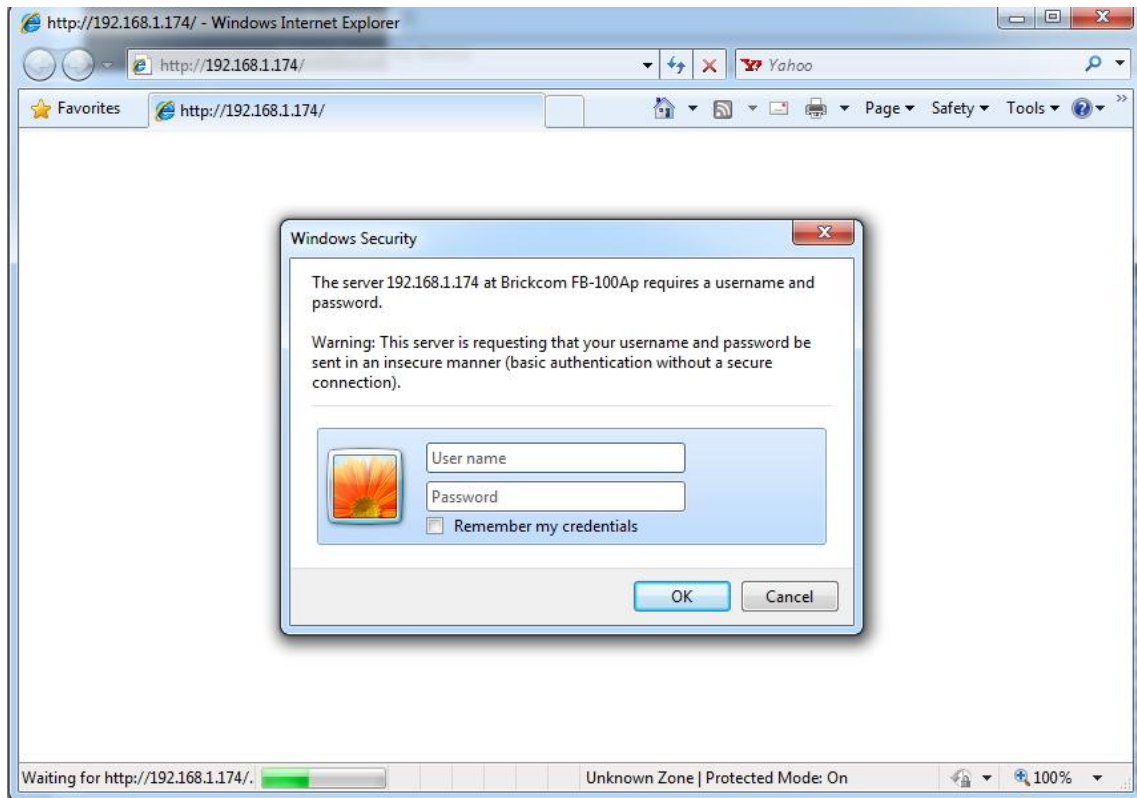 http://192.168.1.174/ - Windows Internet Explorer
http://192.168.1.174/
Yahoo
Favorites
http://192.168.1.174/
Page
Safety
Tools
Windows Security
The server 192.168.1.174 at Brickcom FB-100Ap requires a username and
password.
Warning: This server is requesting that your username and password be
sent in an insecure manner (basic authentication without a secure
connection).
User name
Password
Remember my credentials
OK
Cancel
Waiting for http://192.168.1.174/.
Unknown Zone | Protected Mode: On
100%